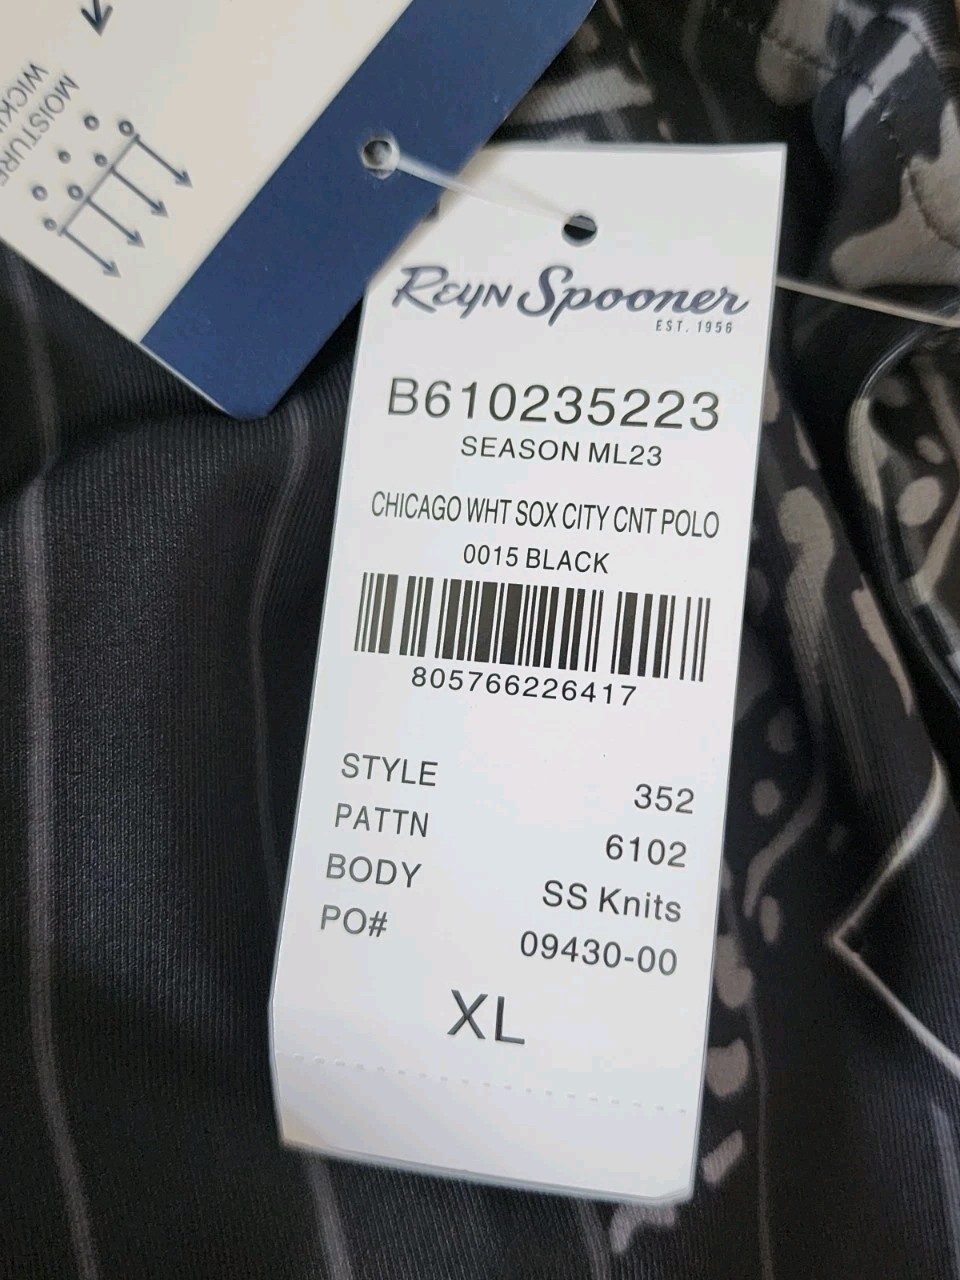 MOISTURE
Reyn Spooner
EST. 1956
B610235223
SEASON ML23
CHICAGO WHT SOX CITY CNT POLO
0015 BLACK
805766226417
STYLE 352
PATTN 6102
BODY SS Knits
PO# 09430-00
XL